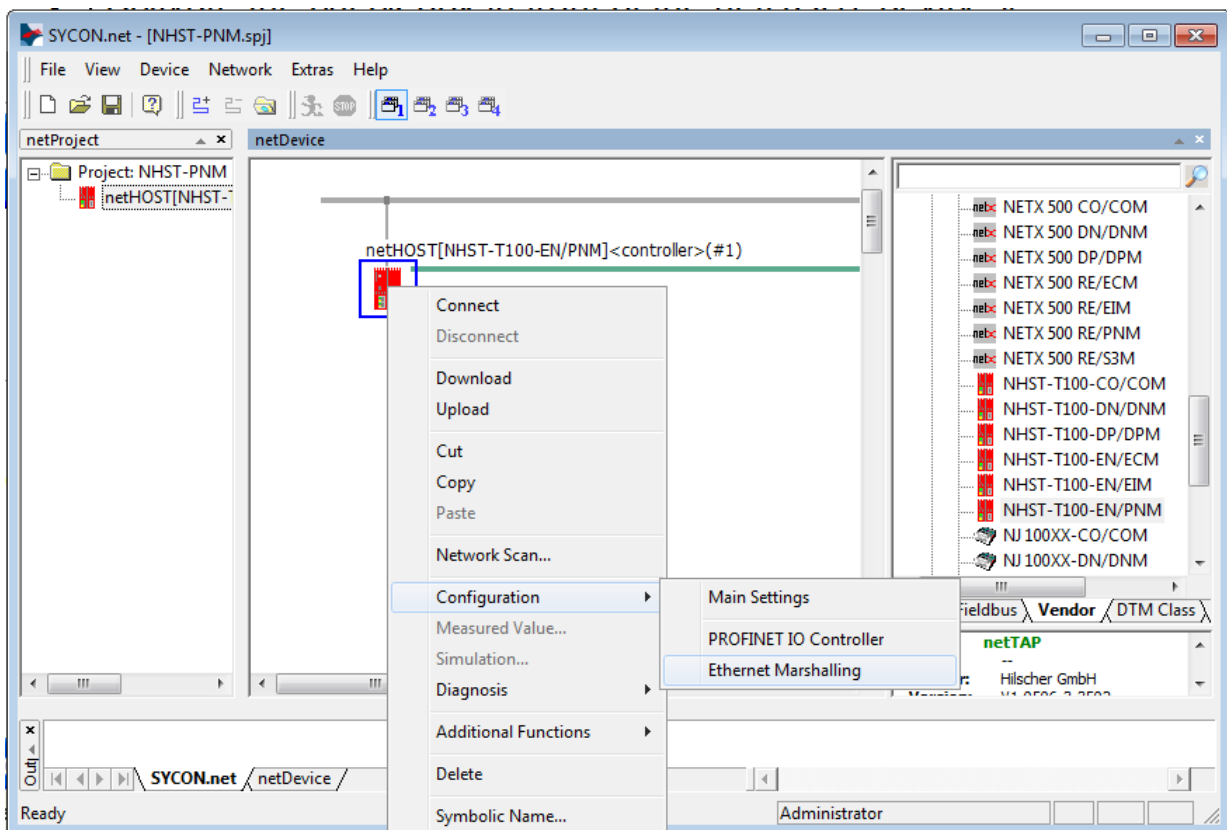 SYCON.net - [NHST-PNM.spj]
File View Device Network Extras Help
netProject
netDevice
Project: NHST-PNM
netHOST[NHST-T
netHOST[NHST-T100-EN/PNM]<controller>(#1)
Connect
Disconnect
Download
Upload
Cut
Copy
Paste
Network Scan...
Configuration
Measured Value...
Simulation...
Diagnosis
Additional Functions
Delete
Symbolic Name...
Main Settings
PROFINET IO Controller
Ethernet Marshalling
NETX 500 CO/COM
NETX 500 DN/DNM
NETX 500 DP/DPM
NETX 500 RE/ECM
NETX 500 RE/EIM
NETX 500 RE/PNM
NETX 500 RE/S3M
NHST-T100-CO/COM
NHST-T100-DN/DNM
NHST-T100-DP/DPM
NHST-T100-EN/ECM
NHST-T100-EN/EIM
NHST-T100-EN/PNM
NJ 100XX-CO/COM
NJ 100XX-DN/DNM
Fieldbus Vendor DTM Class
netTAP
--
Hilscher GmbH
SYCON.net netDevice
Ready
Administrator